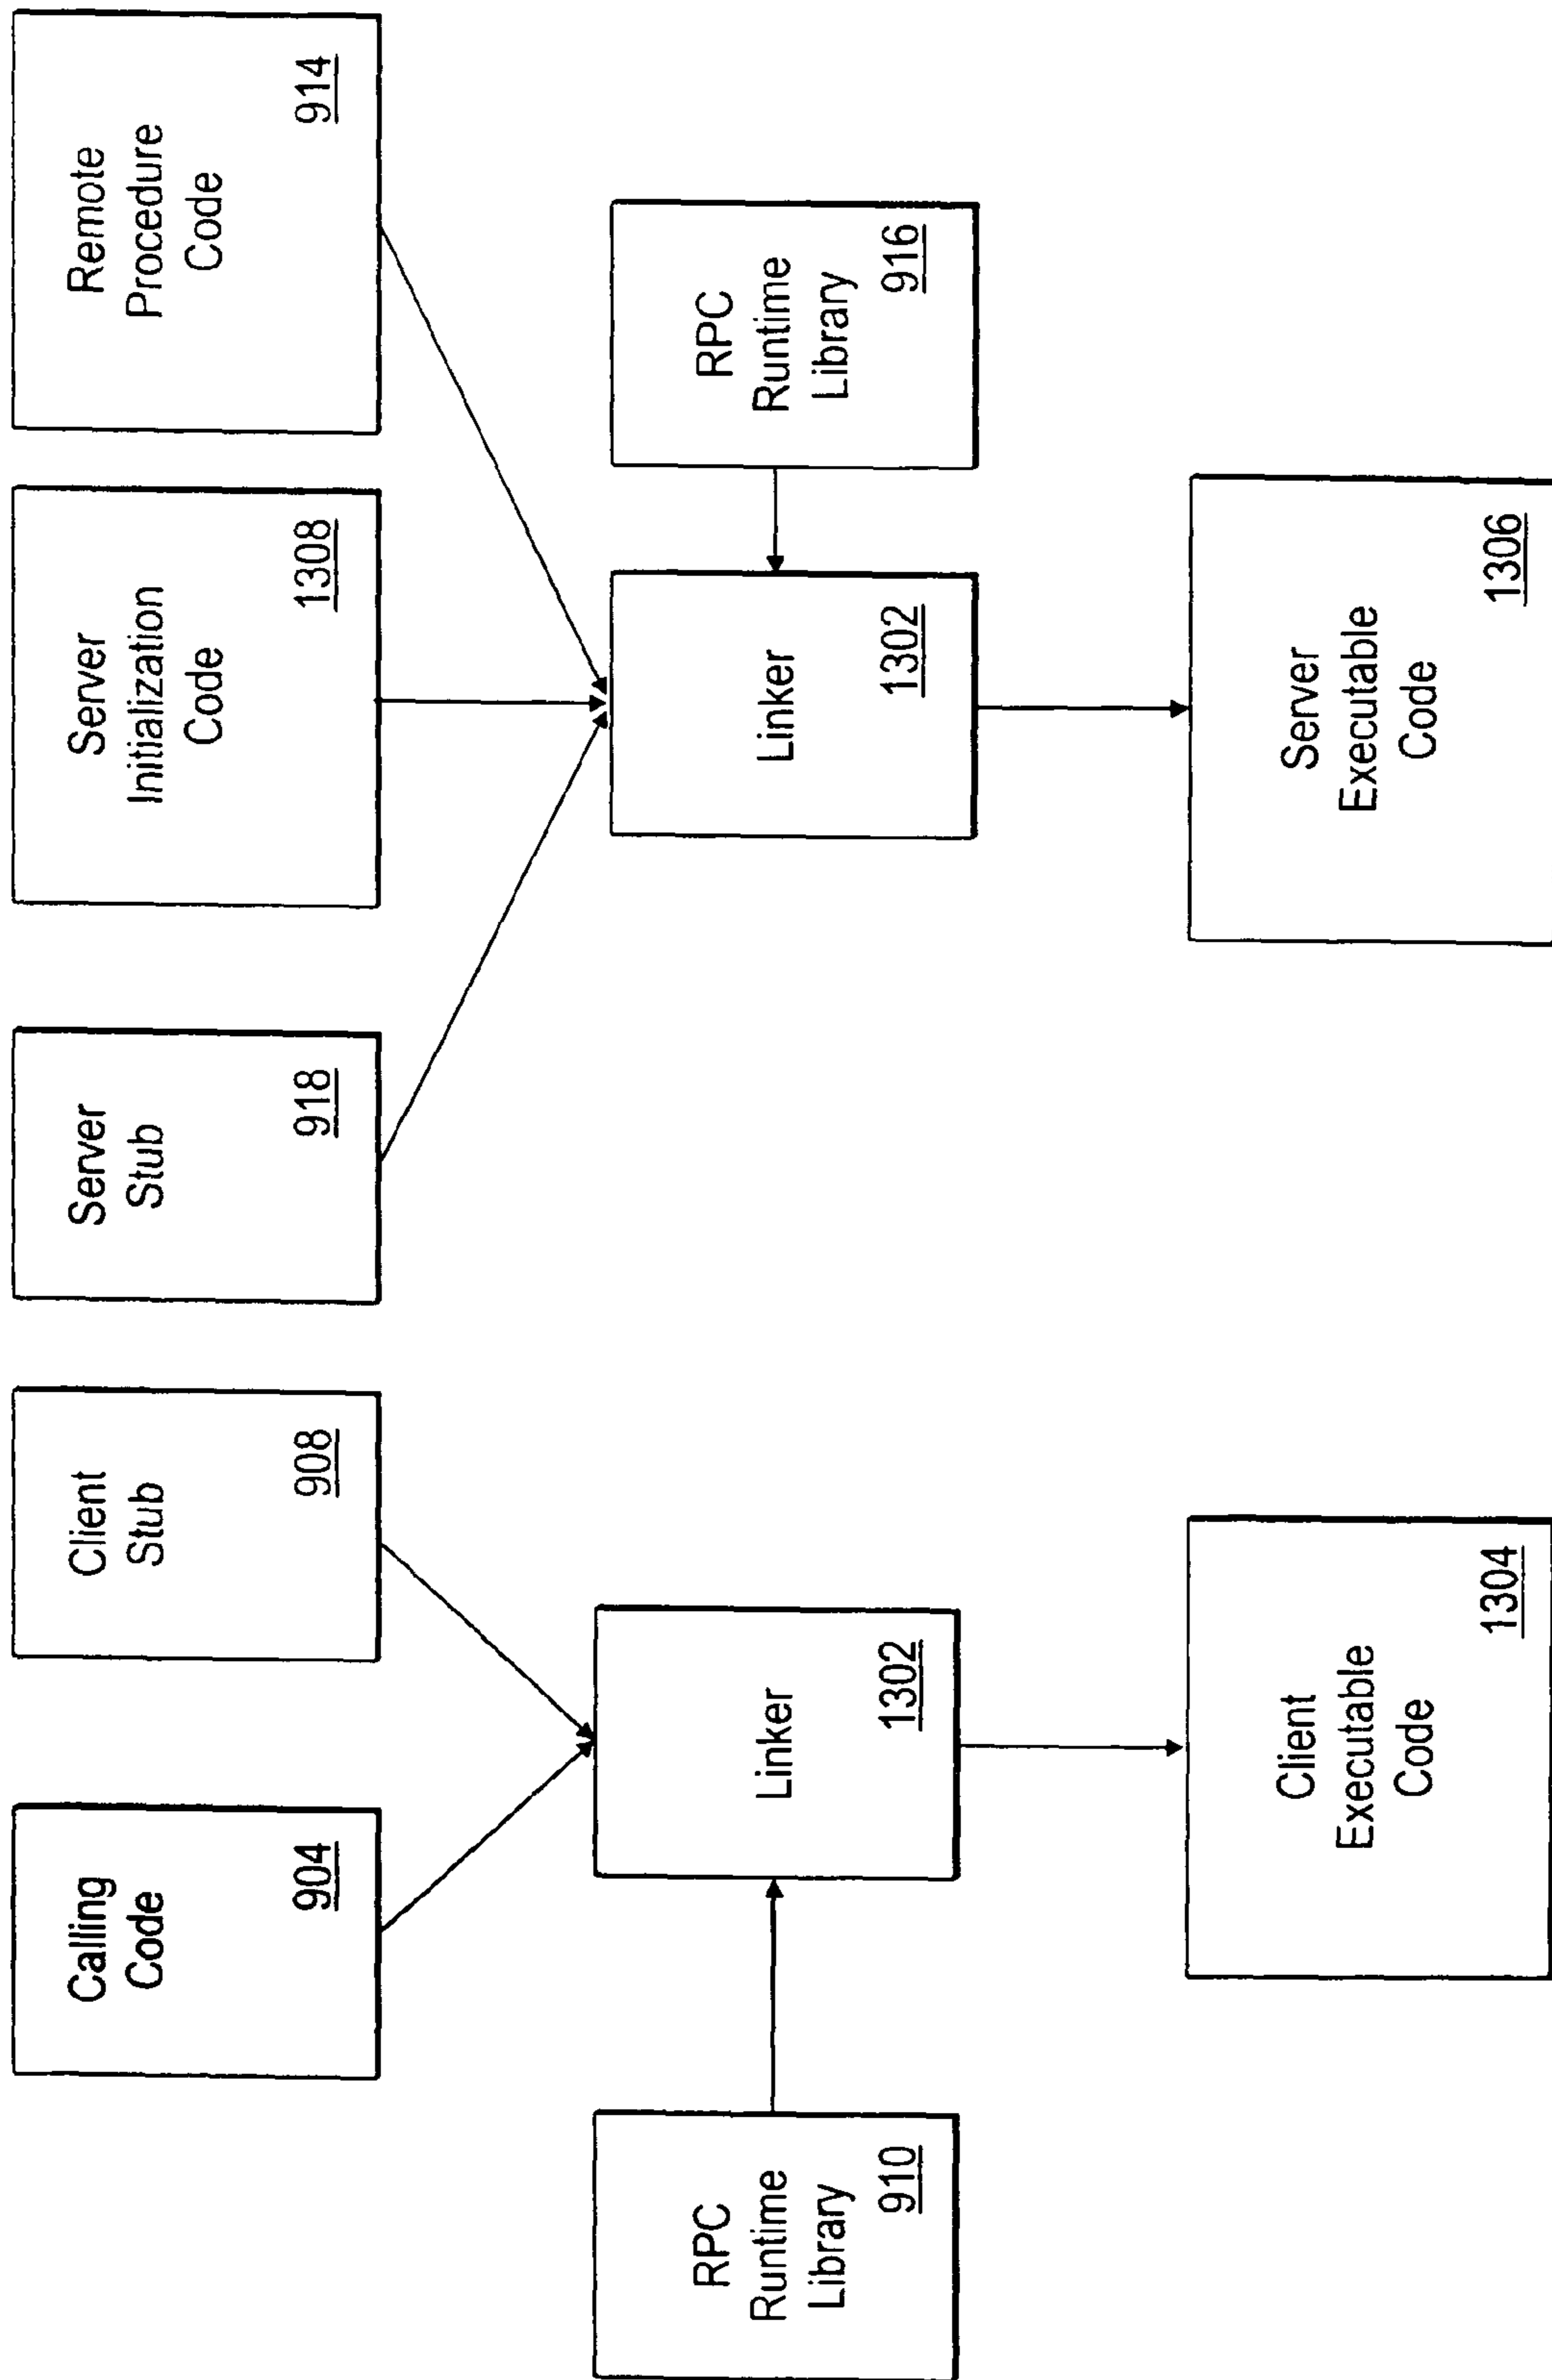 Calling
Code
904
Client
Stub
908
Server
Stub
918
Server
Initialization
Code
1308
Remote
Procedure
Code
914
RPC
Runtime
Library
910
Linker
1302
Linker
1302
RPC
Runtime
Library
916
Client
Executable
Code
1304
Server
Executable
Code
1306